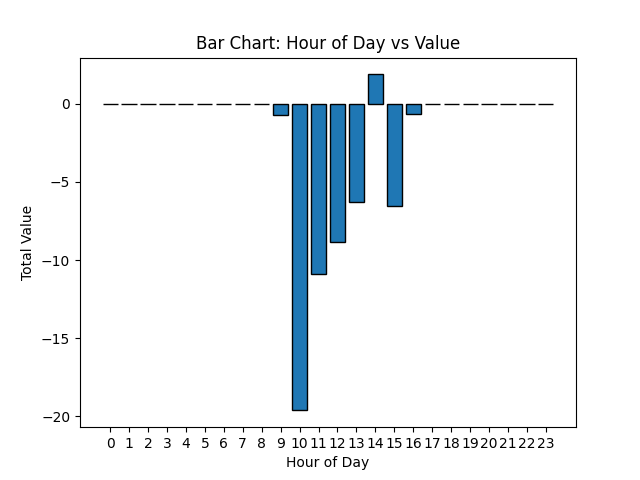 Bar Chart: Hour of Day vs Value
Total Value
0
−5
−10
−15
−20
0 1 2 3 4 5 6 7 8 9 10 11 12 13 14 15 16 17 18 19 20 21 22 23
Hour of Day